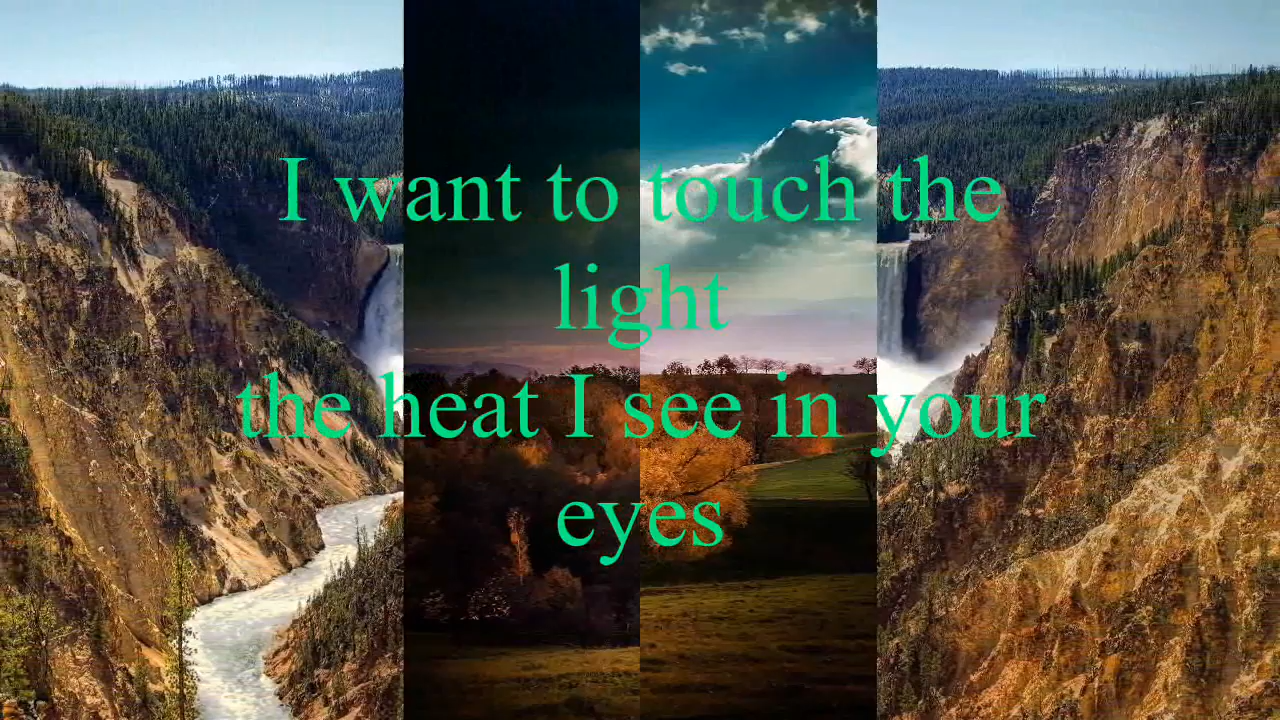 I want to touch the
light
the heat I see in your
eyes